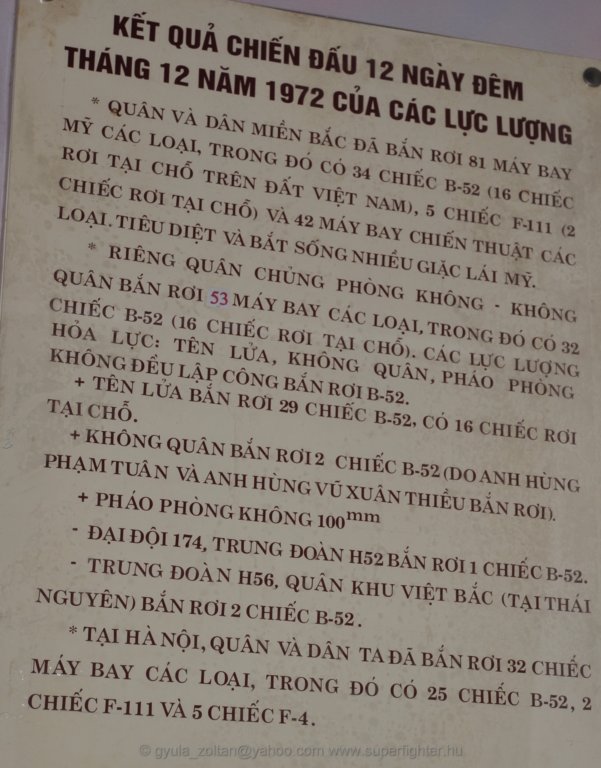 KẾT QUẢ CHIẾN ĐẤU 12 NGÀY ĐÊM
THÁNG 12 NĂM 1972 CỦA CÁC LỰC LƯỢNG
* QUÂN VÀ DÂN MIỀN BẮC ĐÃ BẮN RƠI 81 MÁY BAY
MỸ CÁC LOẠI, TRONG ĐÓ CÓ 34 CHIẾC B-52 (16 CHIẾC
RƠI TẠI CHỖ TRÊN ĐẤT VIỆT NAM), 5 CHIẾC F-111 (2
CHIẾC RƠI TẠI CHỖ) VÀ 42 MÁY BAY CHIẾN THUẬT CÁC
LOẠI. TIÊU DIỆT VÀ BẮT SỐNG NHIỀU GIẶC LÁI MỸ.
* RIÊNG QUÂN CHỦNG PHÒNG KHÔNG - KHÔNG
QUÂN BẮN RƠI 53 MÁY BAY CÁC LOẠI, TRONG ĐÓ CÓ 32
CHIẾC B-52 (16 CHIẾC RƠI TẠI CHỖ). CÁC LỰC LƯỢNG
HỎA LỰC: TÊN LỬA, KHÔNG QUÂN, PHÁO PHÒNG
KHÔNG ĐỀU LẬP CÔNG BẮN RƠI B-52.
+ TÊN LỬA BẮN RƠI 29 CHIẾC B-52, CÓ 16 CHIẾC RƠI
TẠI CHỖ.
+ KHÔNG QUÂN BẮN RƠI 2 CHIẾC B-52 (DO ANH HÙNG
PHẠM TUÂN VÀ ANH HÙNG VŨ XUÂN THIỀU BẮN RƠI).
+ PHÁO PHÒNG KHÔNG 100mm
- ĐẠI ĐỘI 174, TRUNG ĐOÀN H52 BẮN RƠI 1 CHIẾC B-52.
- TRUNG ĐOÀN H56, QUÂN KHU VIỆT BẮC (TẠI THÁI
NGUYÊN) BẮN RƠI 2 CHIẾC B-52.
* TẠI HÀ NỘI, QUÂN VÀ DÂN TA ĐÃ BẮN RƠI 32 CHIẾC
MÁY BAY CÁC LOẠI, TRONG ĐÓ CÓ 25 CHIẾC B-52, 2
CHIẾC F-111 VÀ 5 CHIẾC F-4.
© gyula_zoltan@yahoo.com www.superfighter.hu